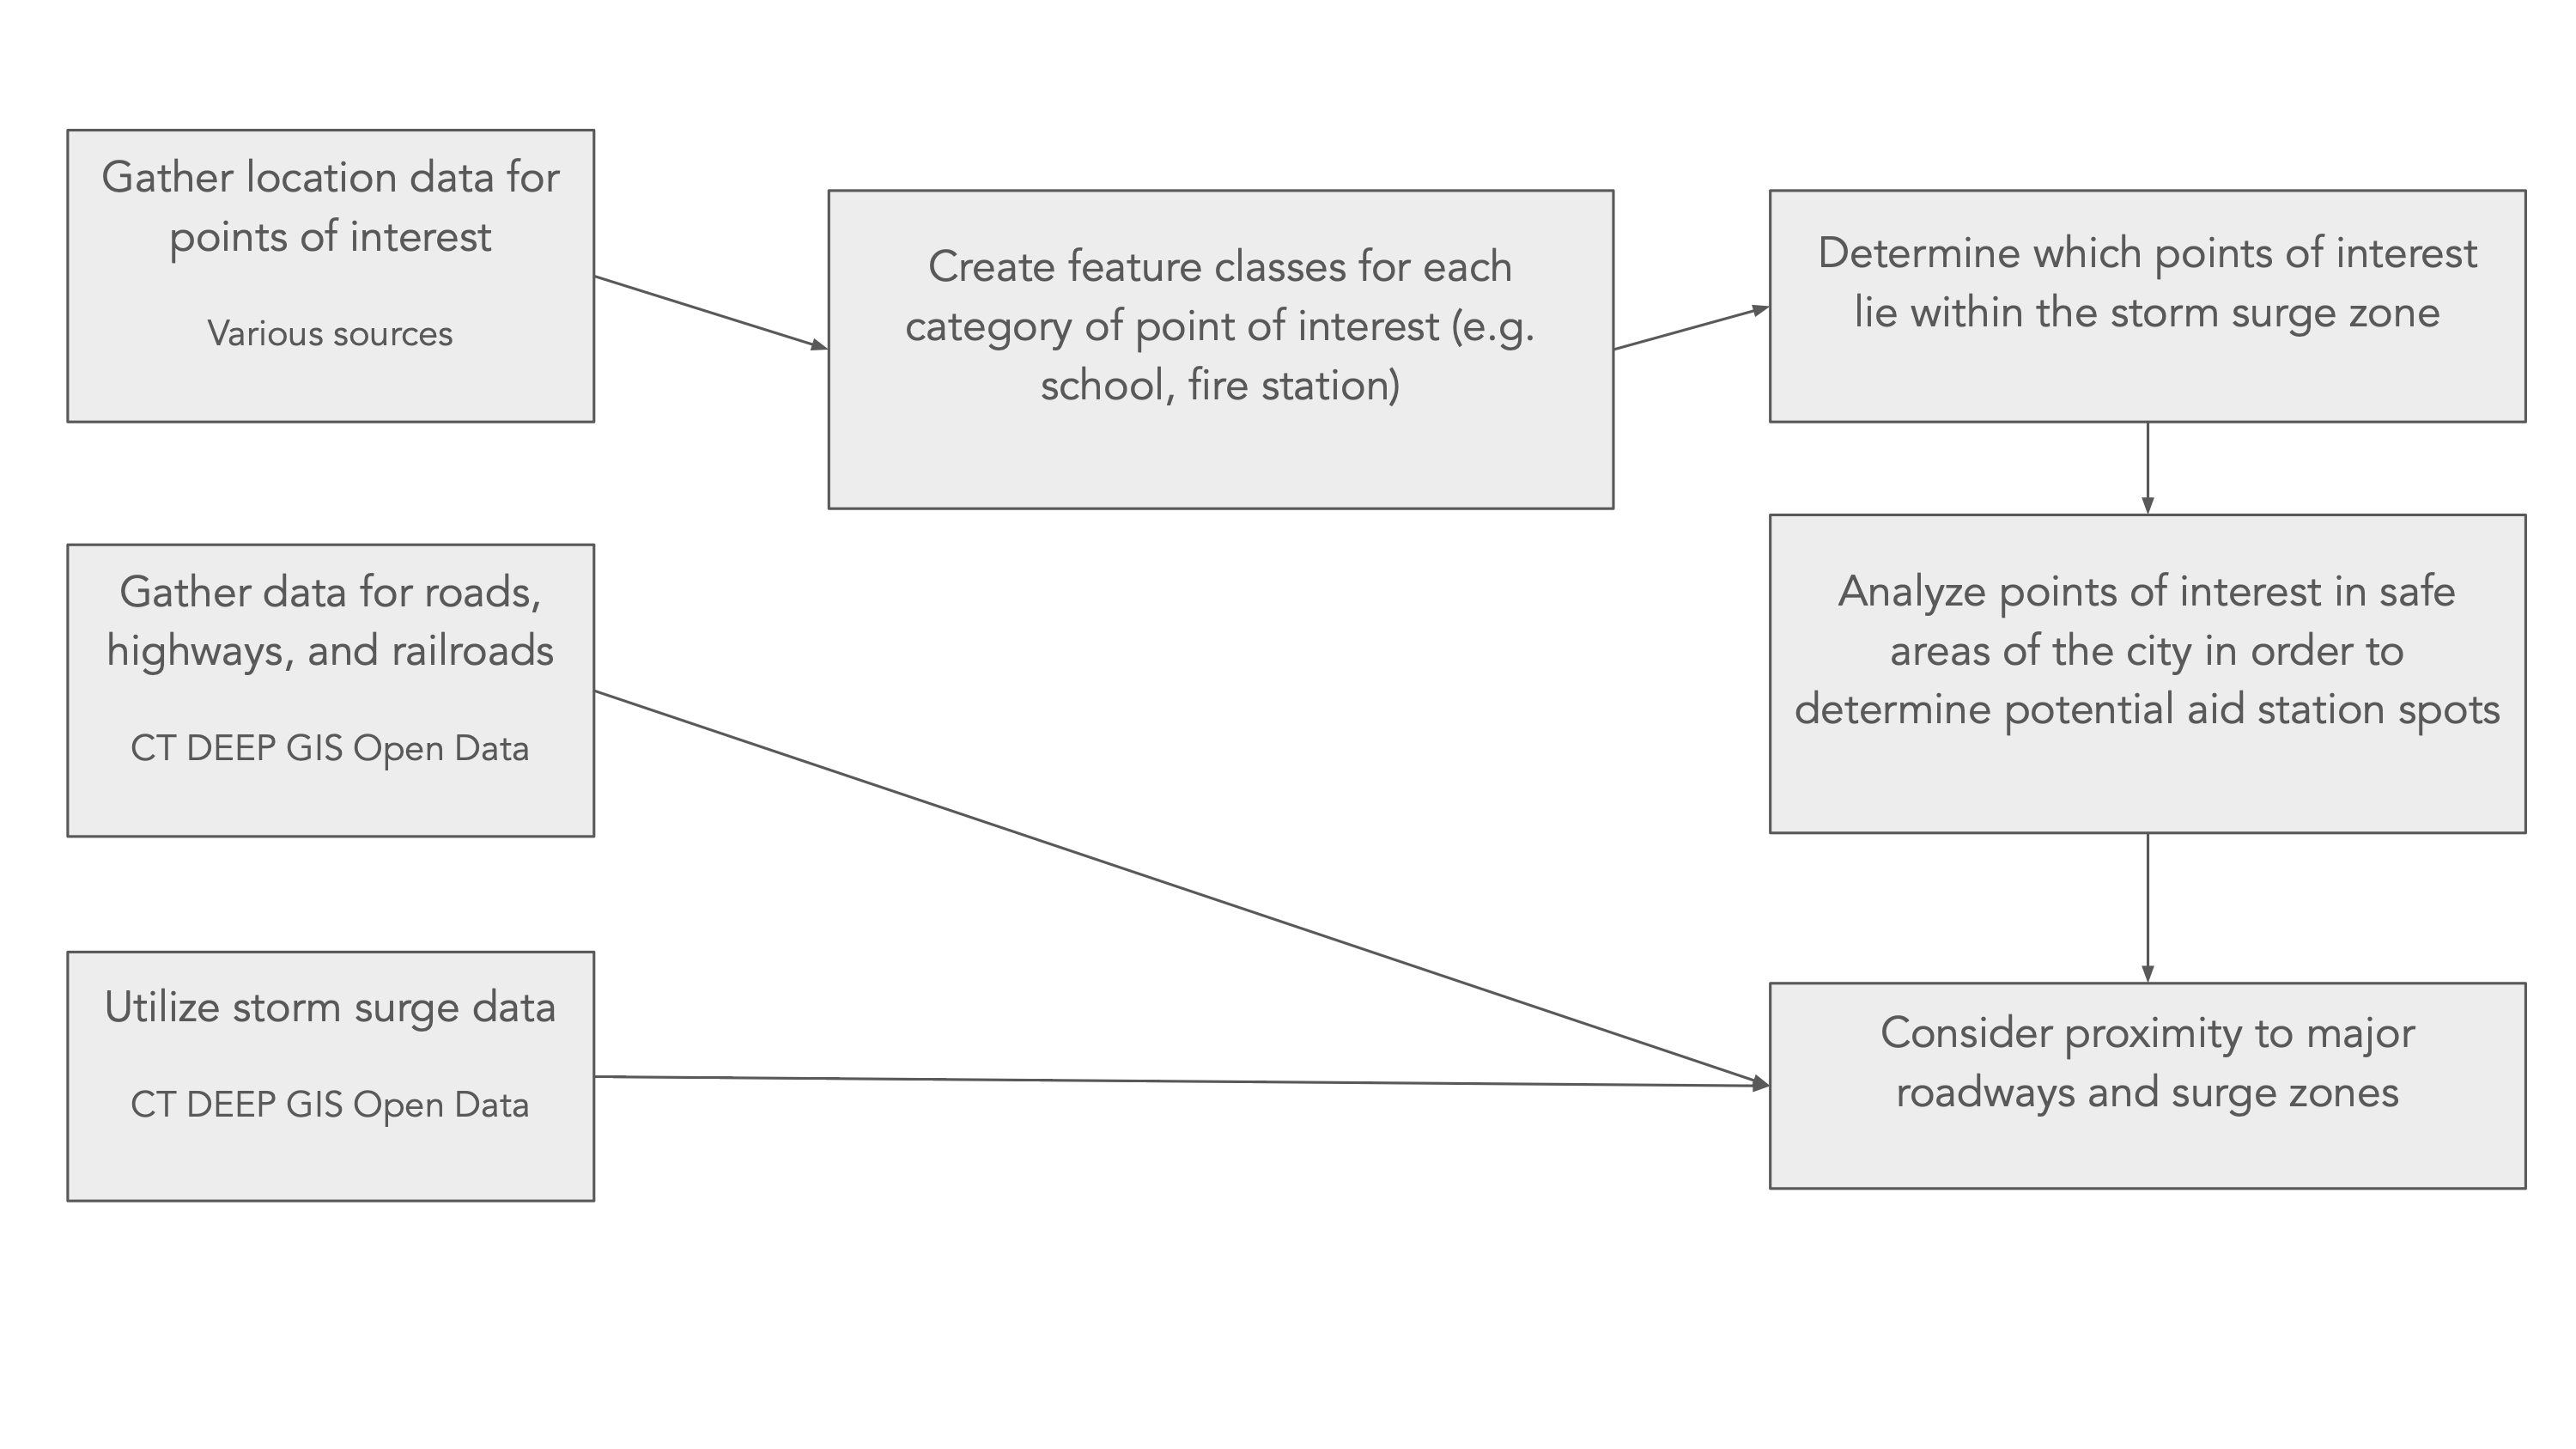 Gather location data for
points of interest
Various sources
Create feature classes for each
category of point of interest (e.g.
school, fire station)
Determine which points of interest
lie within the storm surge zone
Gather data for roads,
highways, and railroads
CT DEEP GIS Open Data
Analyze points of interest in safe
areas of the city in order to
determine potential aid station spots
Utilize storm surge data
CT DEEP GIS Open Data
Consider proximity to major
roadways and surge zones